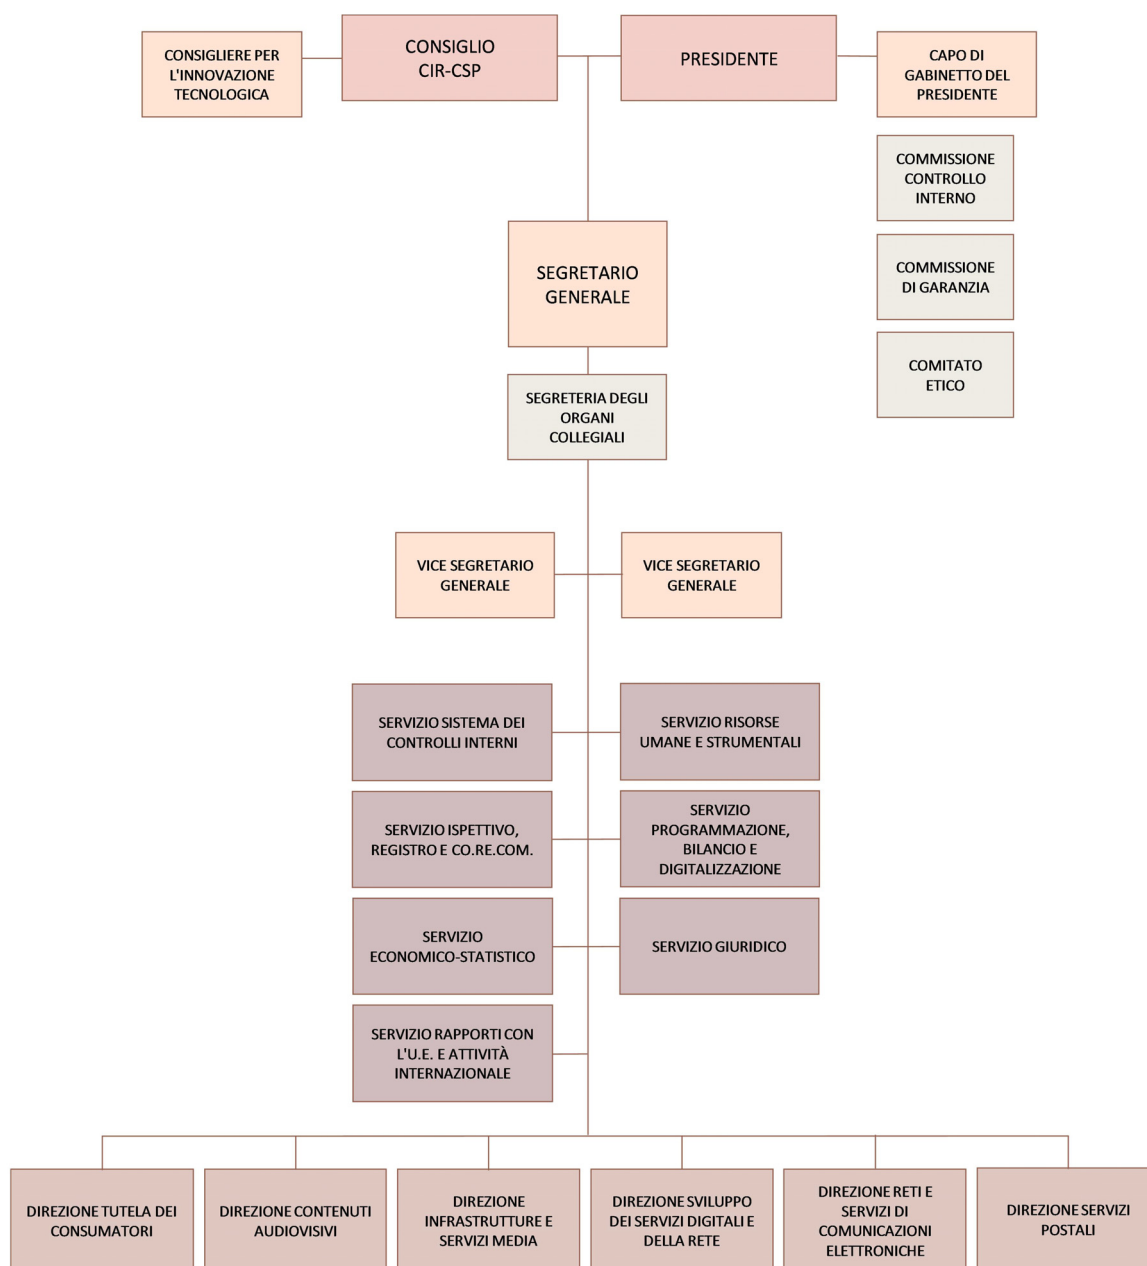 CONSIGLIERE PER
L'INNOVAZIONE
TECNOLOGICA
CONSIGLIO
CIR-CSP
PRESIDENTE
CAPO DI
GABINETTO DEL
PRESIDENTE
COMMISSIONE
CONTROLLO
INTERNO
COMMISSIONE
DI GARANZIA
COMITATO
ETICO
SEGRETARIO
GENERALE
SEGRETERIA DEGLI
ORGANI
COLLEGIALI
VICE SEGRETARIO
GENERALE
VICE SEGRETARIO
GENERALE
SERVIZIO SISTEMA DEI
CONTROLLI INTERNI
SERVIZIO RISORSE
UMANE E STRUMENTALI
SERVIZIO ISPETTIVO,
REGISTRO E CO.RE.COM.
SERVIZIO
PROGRAMMAZIONE,
BILANCIO E
DIGITALIZZAZIONE
SERVIZIO
ECONOMICO-STATISTICO
SERVIZIO GIURIDICO
SERVIZIO RAPPORTI CON
L'U.E. E ATTIVITÀ
INTERNAZIONALE
DIREZIONE TUTELA DEI
CONSUMATORI
DIREZIONE CONTENUTI
AUDIOVISIVI
DIREZIONE
INFRASTRUTTURE E
SERVIZI MEDIA
DIREZIONE SVILUPPO
DEI SERVIZI DIGITALI E
DELLA RETE
DIREZIONE RETI E
SERVIZI DI
COMUNICAZIONI
ELETTRONICHE
DIREZIONE SERVIZI
POSTALI